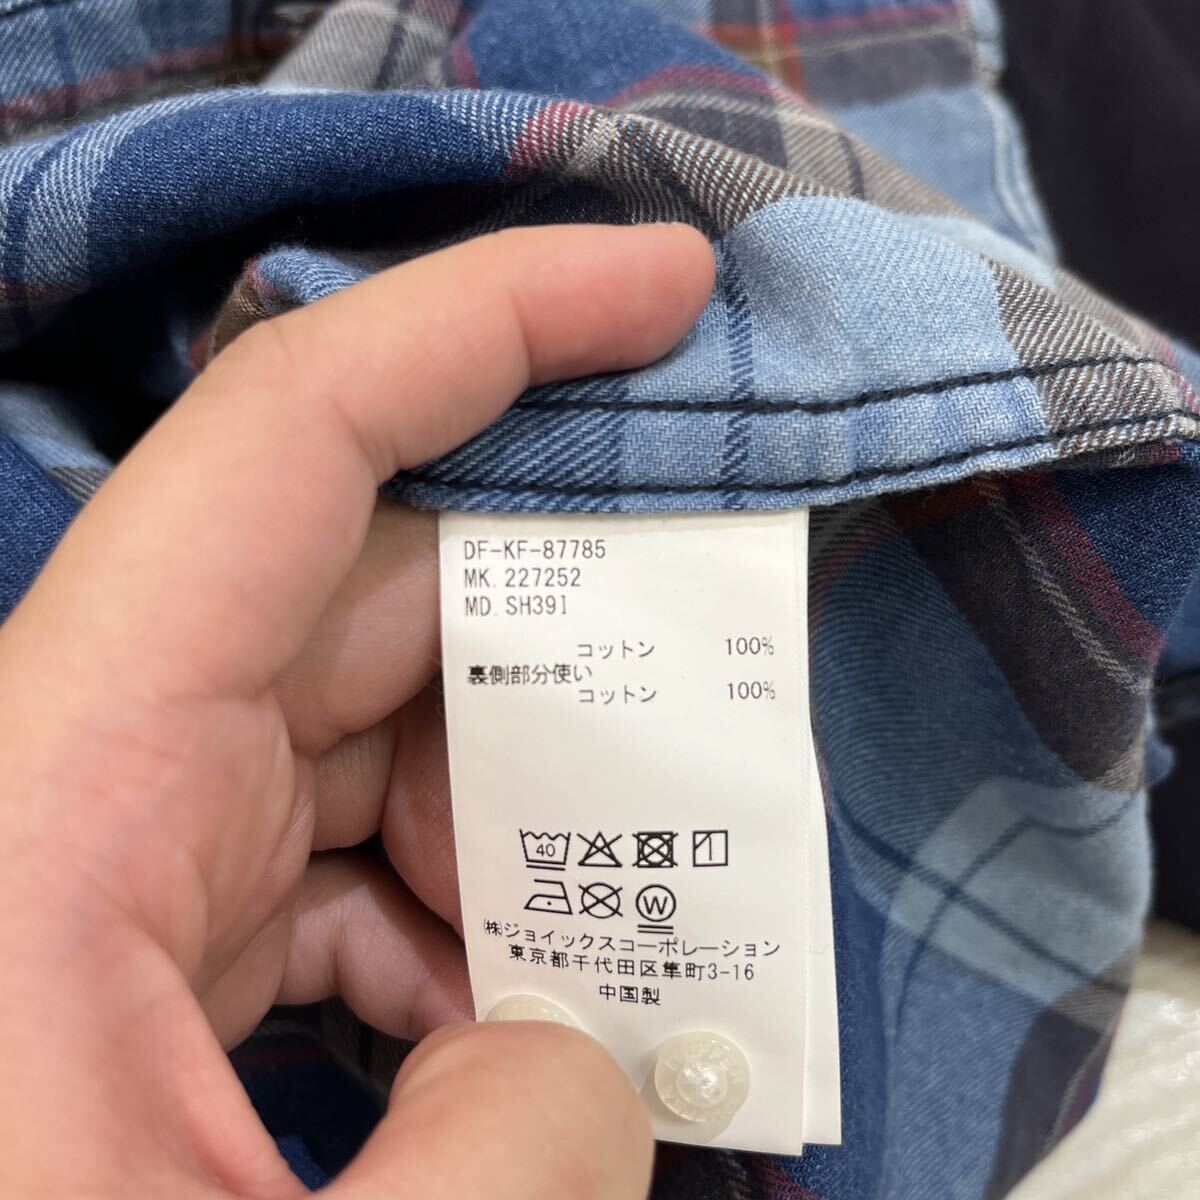 DF-KF-87785
MK. 227252
MD. SH39I
コットン 100%
裏側部分使い
コットン 100%
40
W
㈱ジョイックスコーポレーション
東京都千代田区隼町3-16
中国製